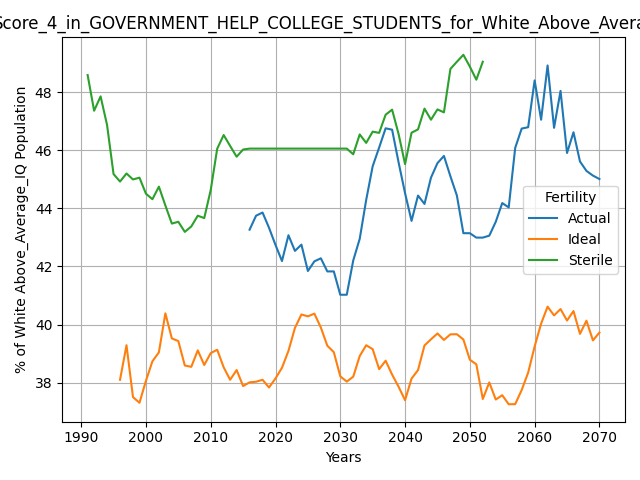 Score_4_in_GOVERNMENT_HELP_COLLEGE_STUDENTS_for_White_Above_Avera
% of White Above_Average_IQ Population
48
46
44
42
40
38
Fertility
Actual
Ideal
Sterile
1990 2000 2010 2020 2030 2040 2050 2060 2070
Years